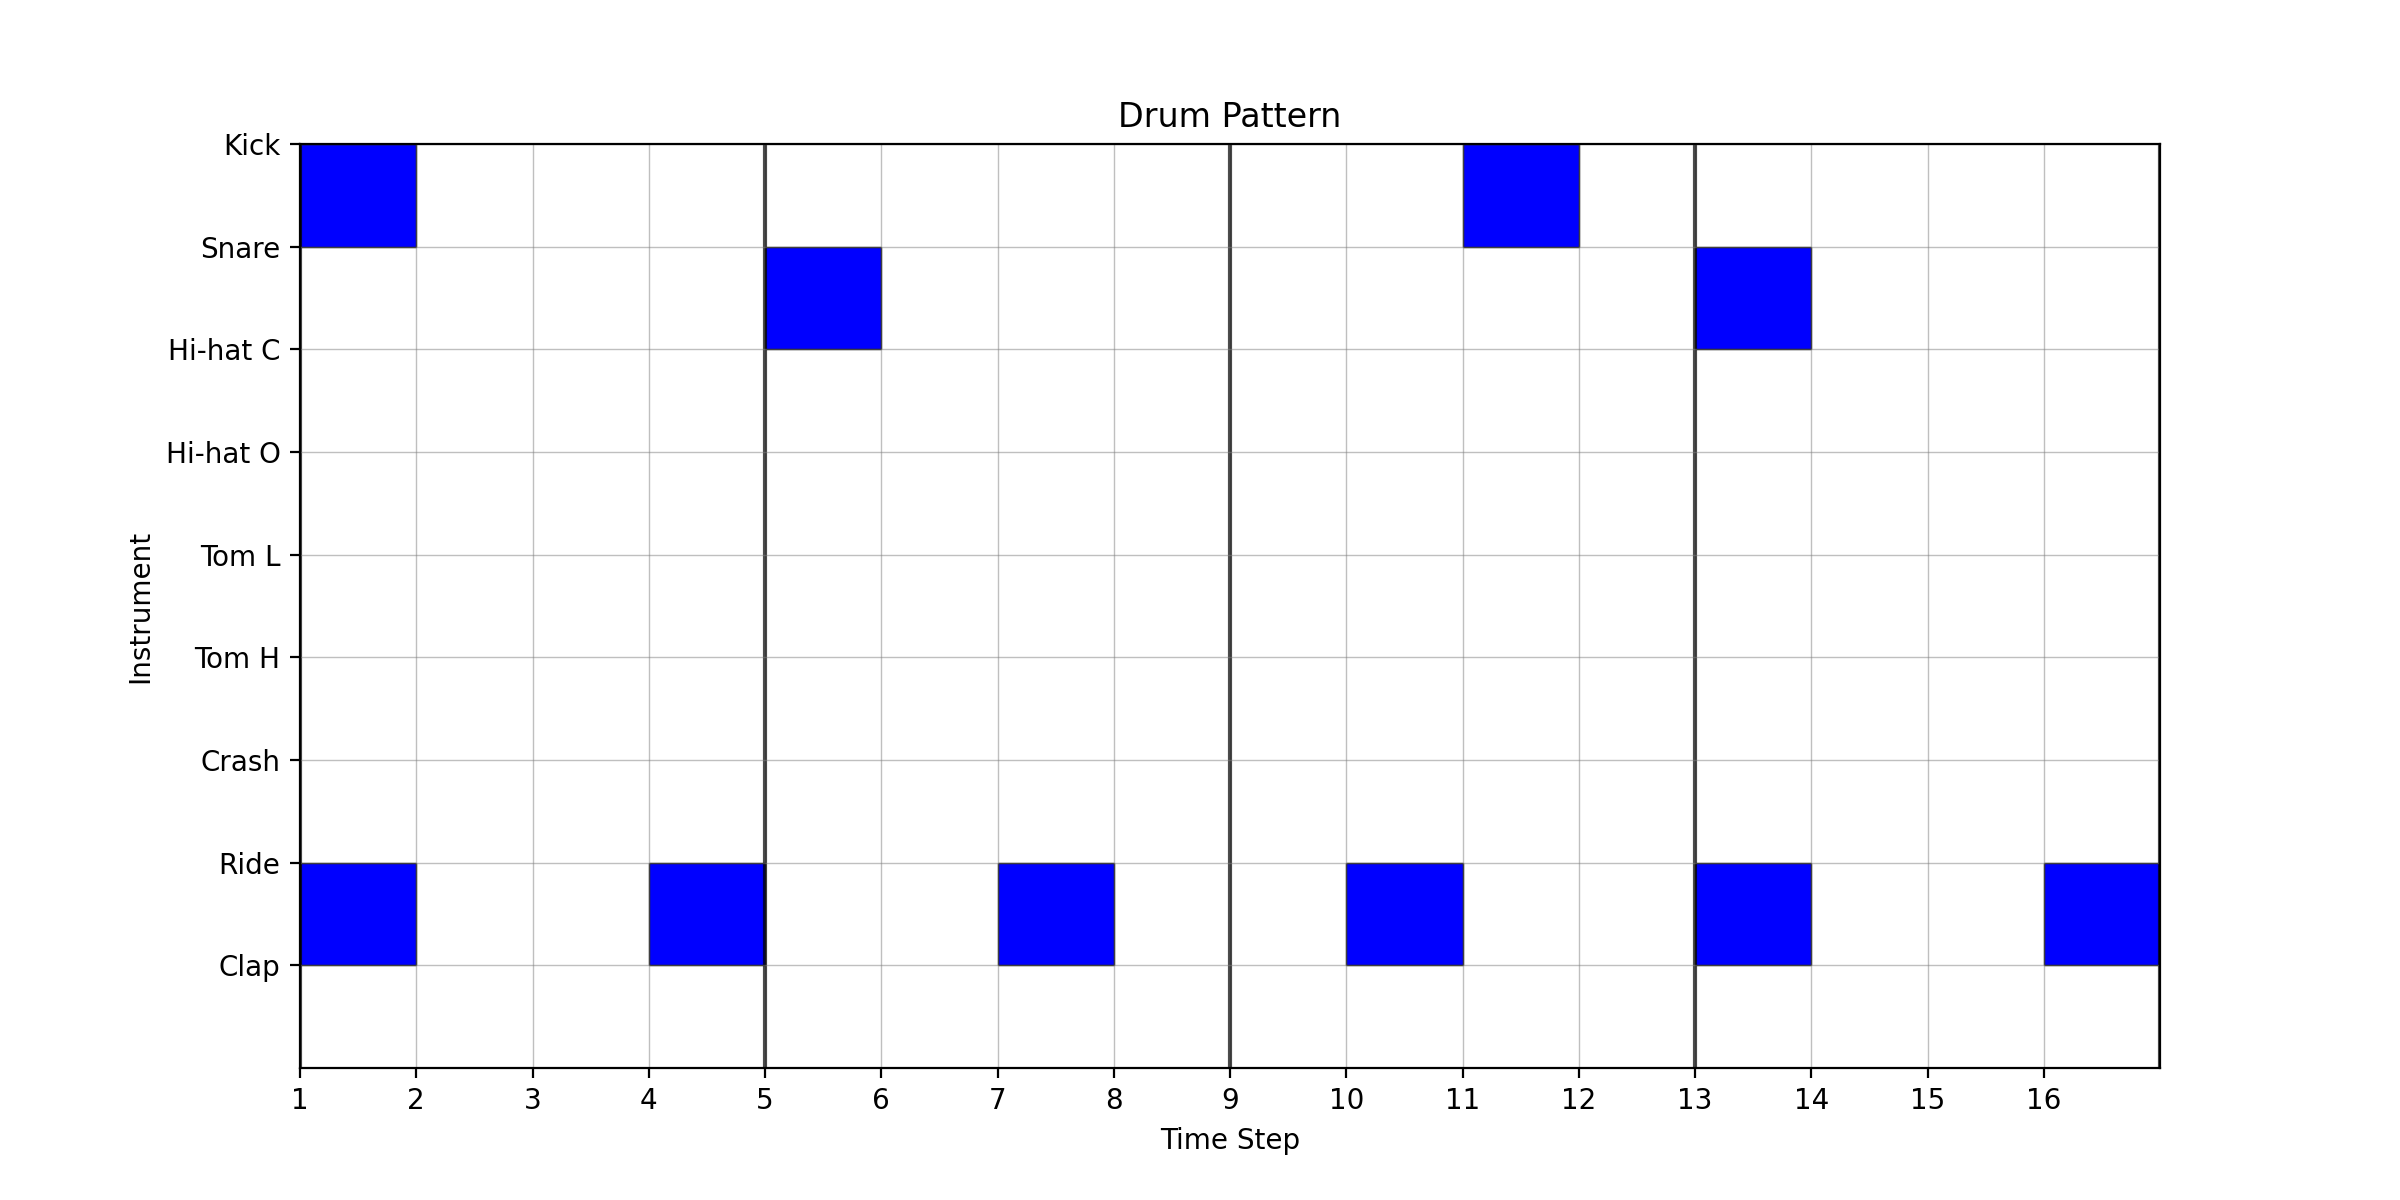 Drum Pattern
Kick
Snare
Hi-hat C
Hi-hat O
Tom L
Tom H
Crash
Ride
Clap
Instrument
1 2 3 4 5 6 7 8 9 10 11 12 13 14 15 16
Time Step